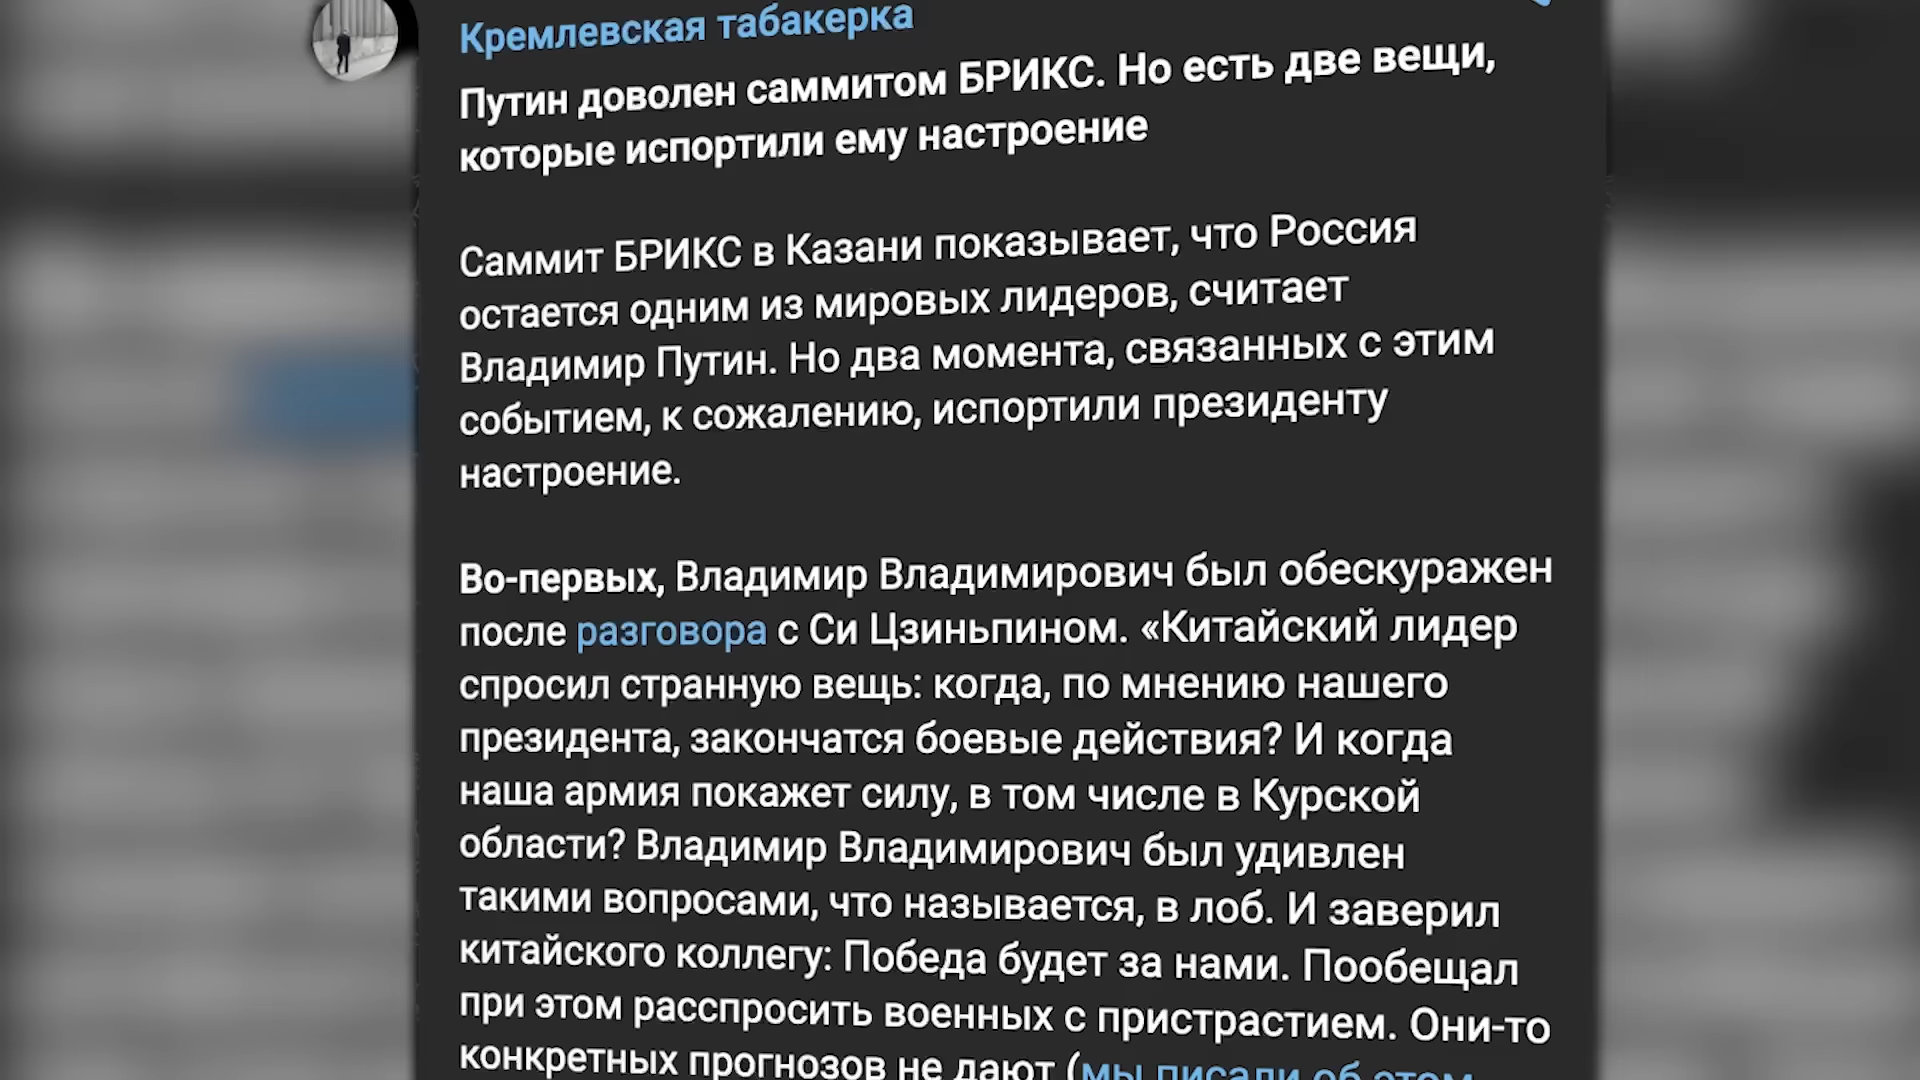 Кремлевская табакерка
Путин доволен саммитом БРИКС. Но есть две вещи,
которые испортили ему настроение
Саммит БРИКС в Казани показывает, что Россия
остается одним из мировых лидеров, считает
Владимир Путин. Но два момента, связанных с этим
событием, к сожалению, испортили президенту
настроение.
Во-первых, Владимир Владимирович был обескуражен
после разговора с Си Цзиньпином. «Китайский лидер
спросил странную вещь: когда, по мнению нашего
президента, закончатся боевые действия? И когда
наша армия покажет силу, в том числе в Курской
области? Владимир Владимирович был удивлен
такими вопросами, что называется, в лоб. И заверил
китайского коллегу: Победа будет за нами. Пообещал
при этом расспросить военных с пристрастием. Они-то
конкретных прогнозов не дают (мы писали об этом